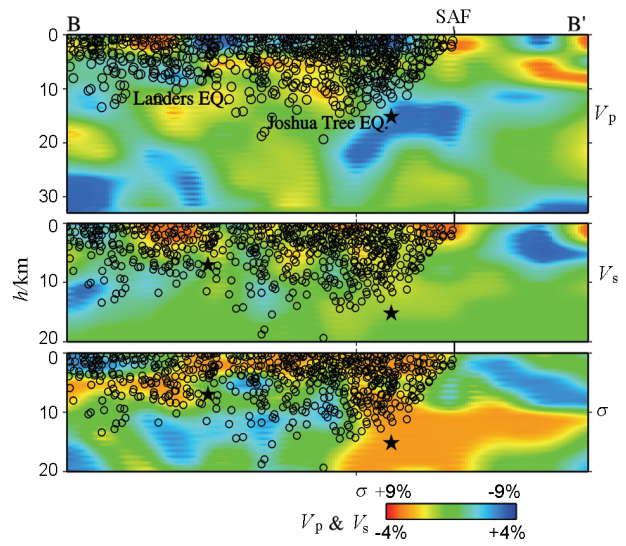 SAF
B B'
0
10
20
30
Landers EQ.
Joshua Tree EQ.
Vp
0
10
20
h/km
Vs
0
10
20
σ
σ +9% -9%
Vp & Vs -4% +4%